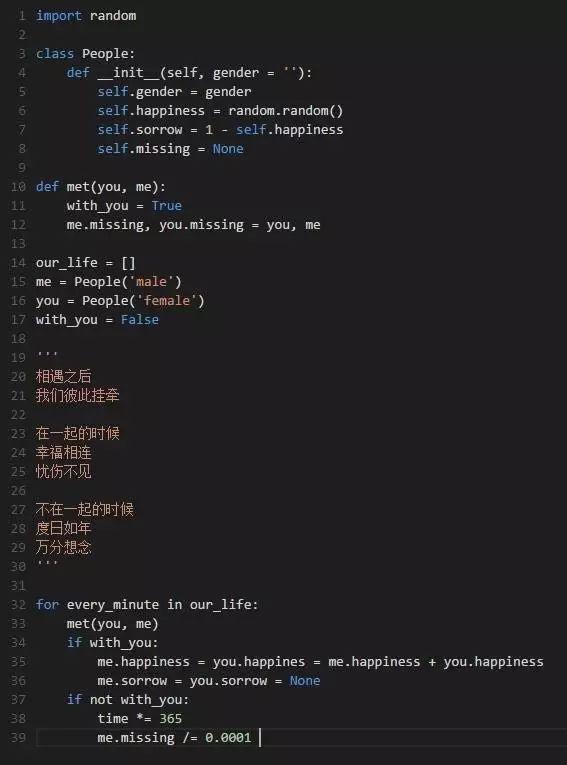 1 import random
2
3 class People:
4     def __init__(self, gender = ''):
5         self.gender = gender
6         self.happiness = random.random()
7         self.sorrow = 1 - self.happiness
8         self.missing = None
9
10 def met(you, me):
11     with_you = True
12     me.missing, you.missing = you, me
13
14 our_life = []
15 me = People('male')
16 you = People('female')
17 with_you = False
18
19 '''
20 相遇之后
21 我们彼此挂牵
22
23 在一起的时候
24 幸福相连
25 忧伤不见
26
27 不在一起的时候
28 度日如年
29 万分想念
30 '''
31
32 for every_minute in our_life:
33     met(you, me)
34     if with_you:
35         me.happiness = you.happines = me.happiness + you.happiness
36         me.sorrow = you.sorrow = None
37     if not with_you:
38         time *= 365
39         me.missing /= 0.0001